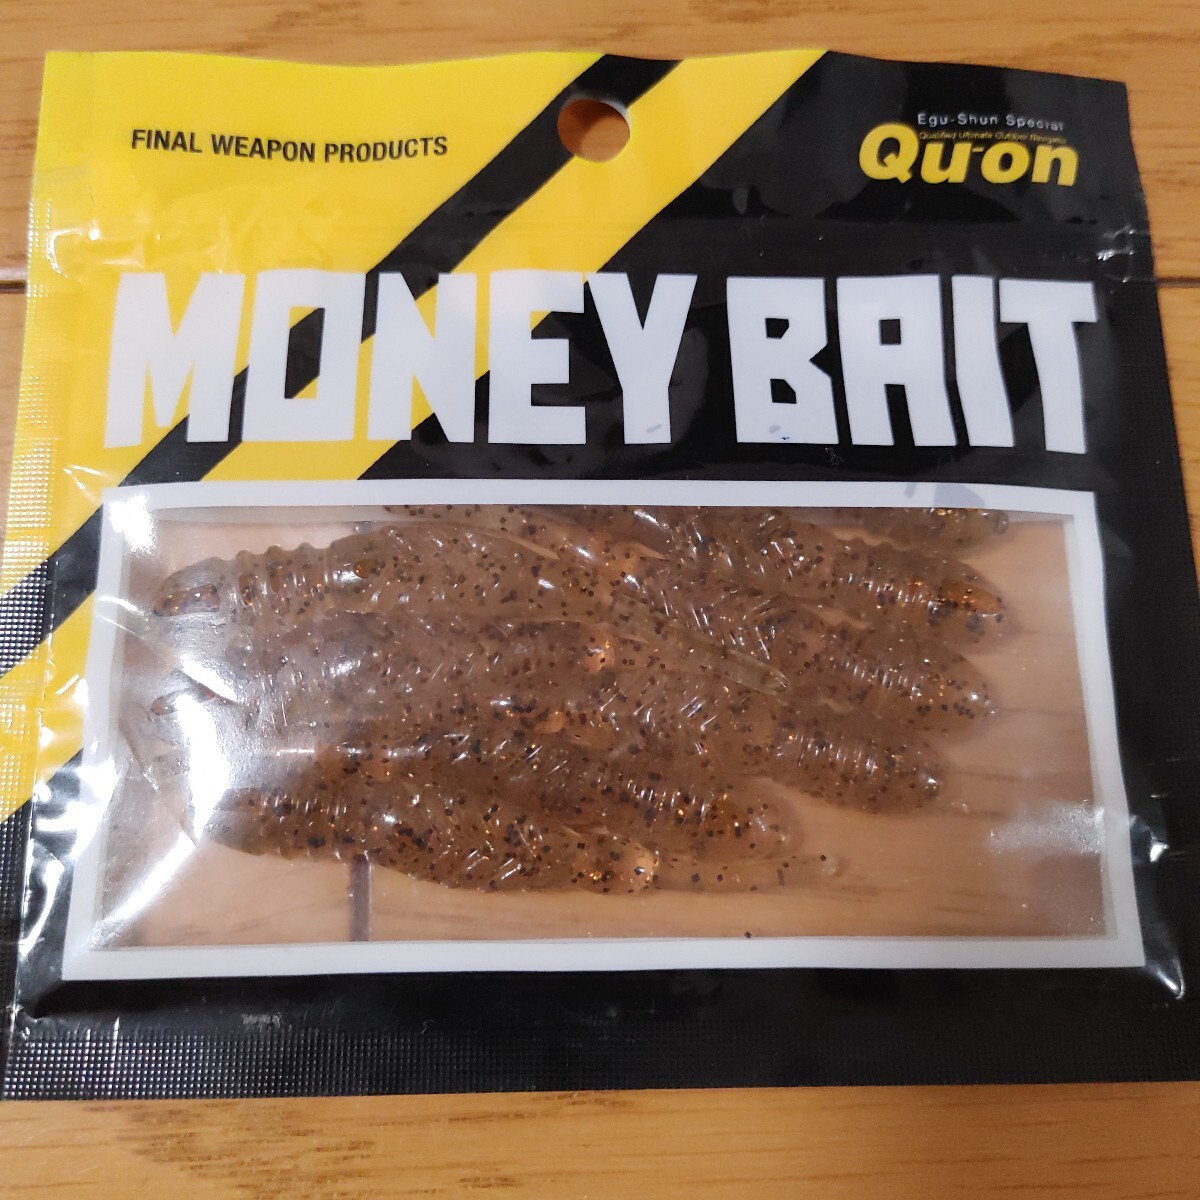 FINAL WEAPON PRODUCTS
Egu-Shun Special
Qualified Ultimate Outdoor Navigator
Qu-on
MONEY BAIT